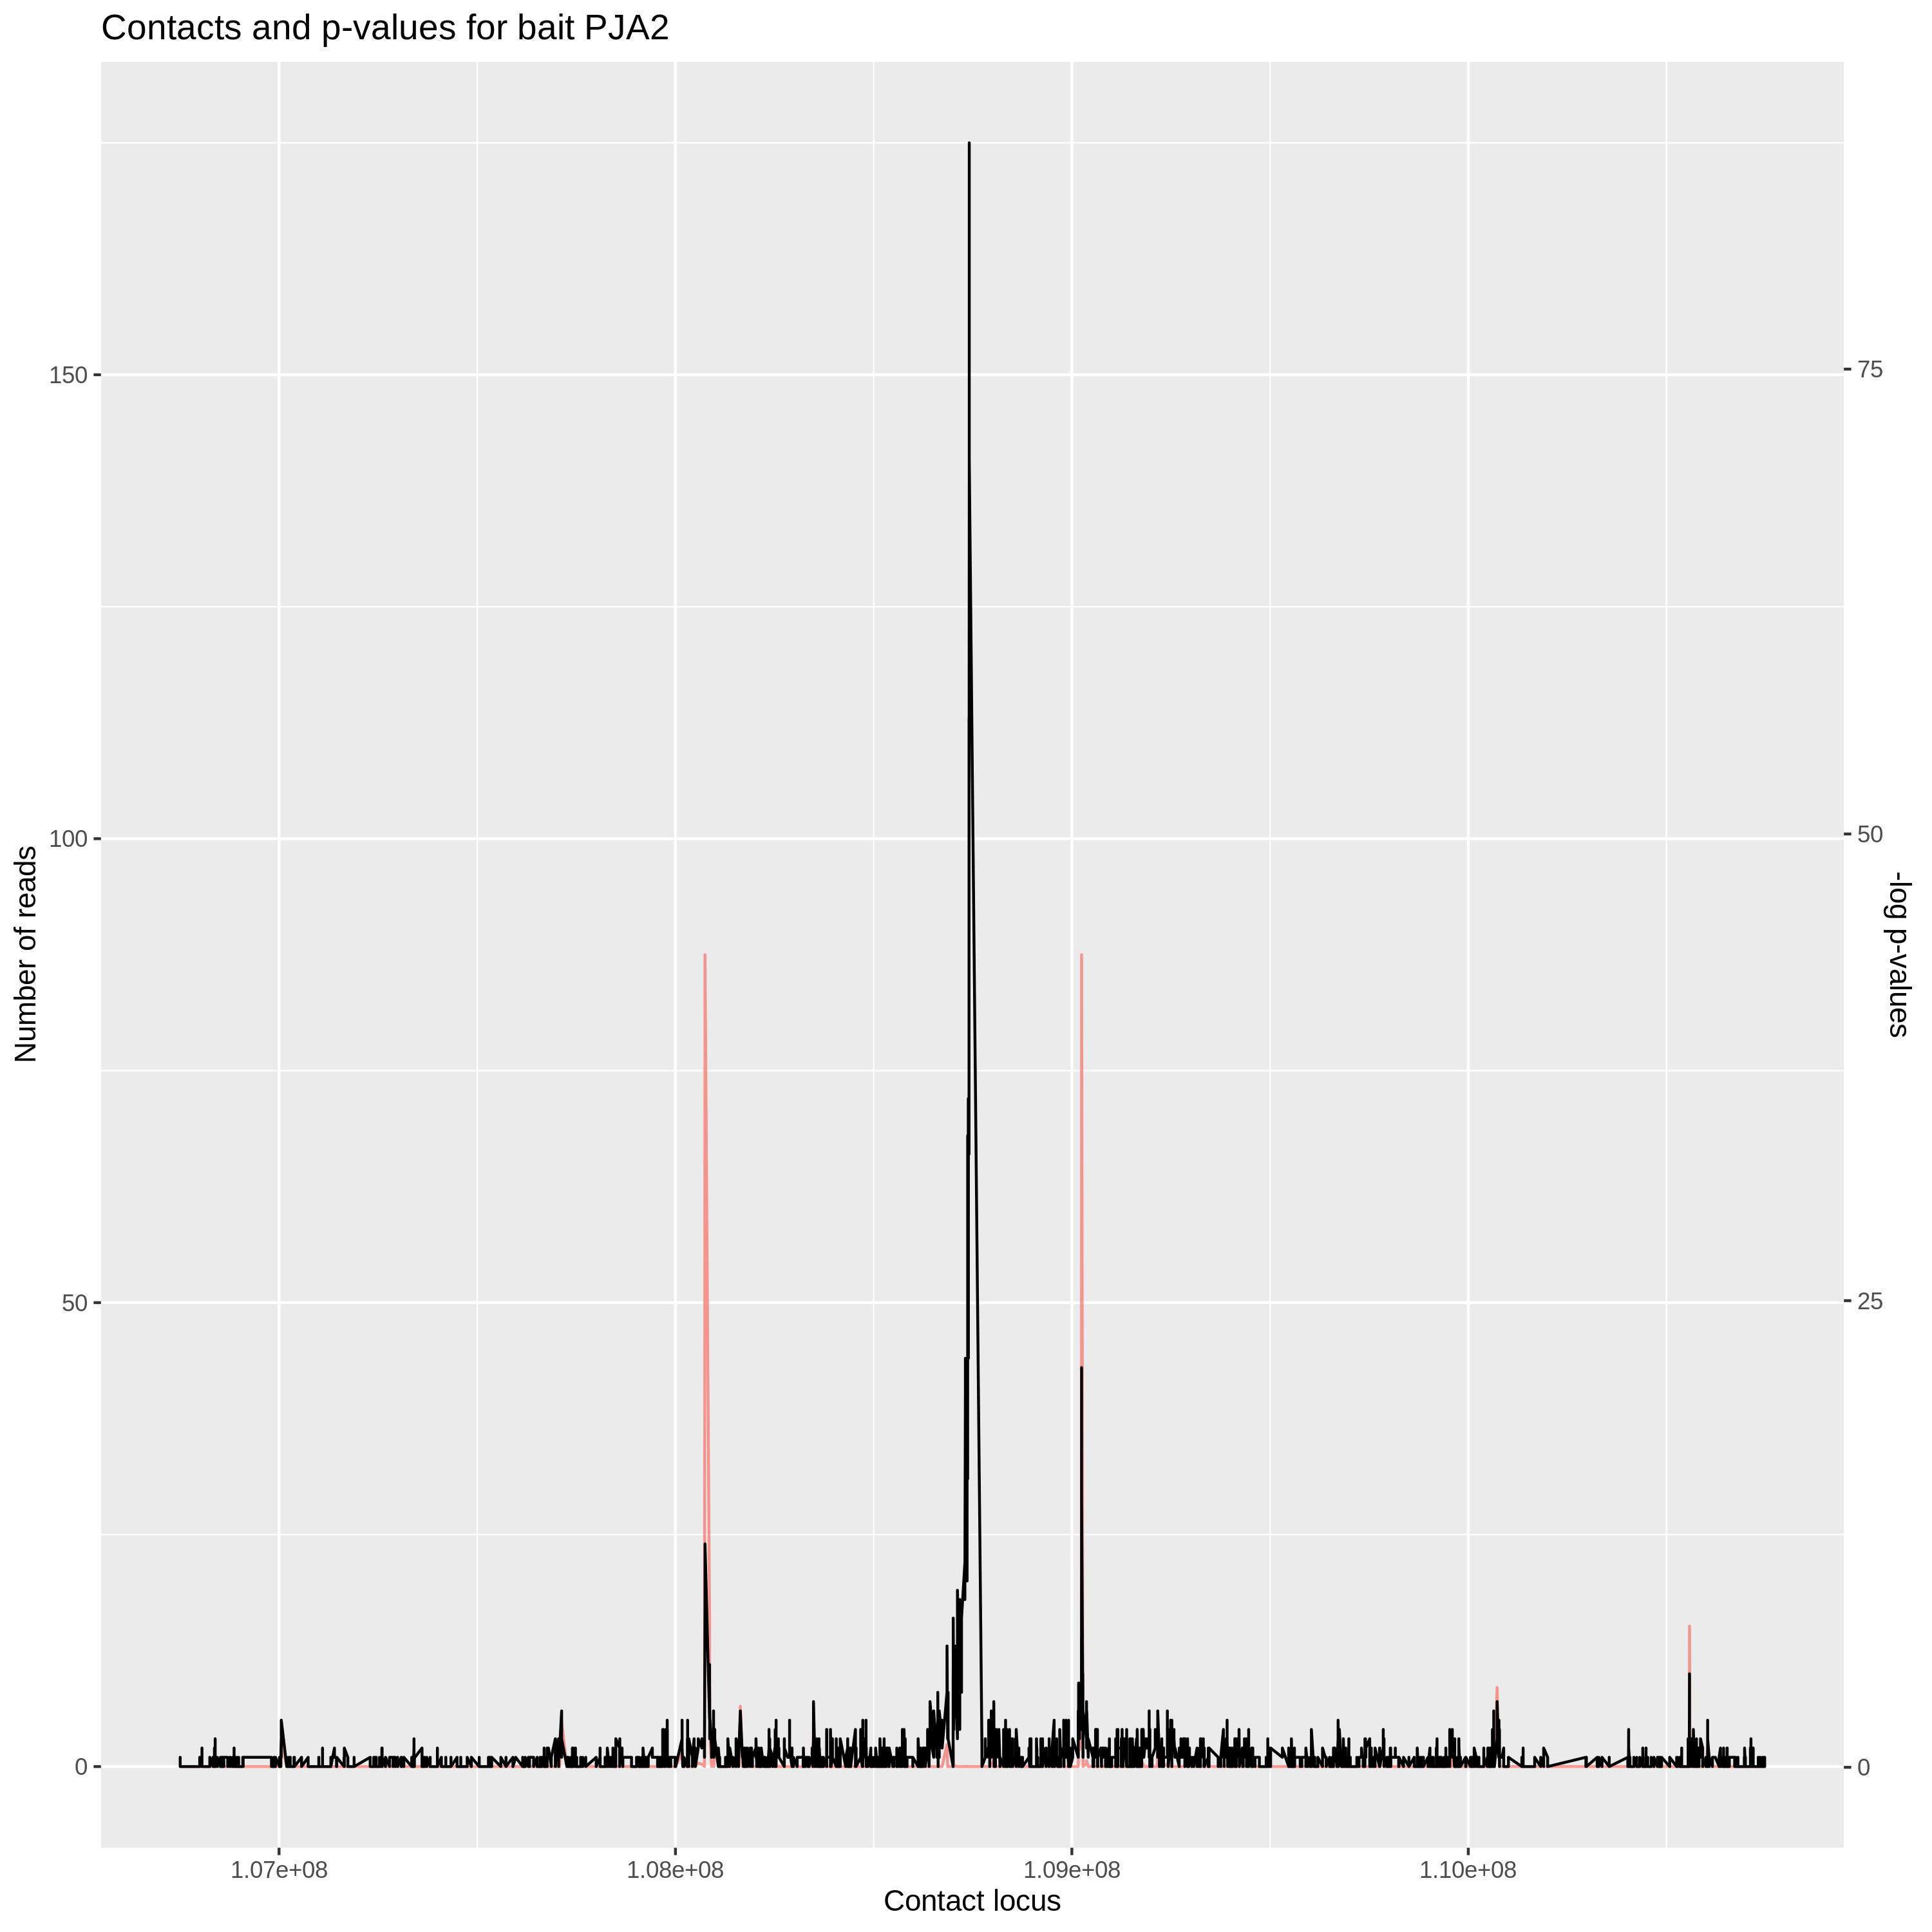 Contacts and p-values for bait PJA2
150
100
50
0
75
50
25
0
Number of reads
-log p-values
1.07e+08 1.08e+08 1.09e+08 1.10e+08
Contact locus